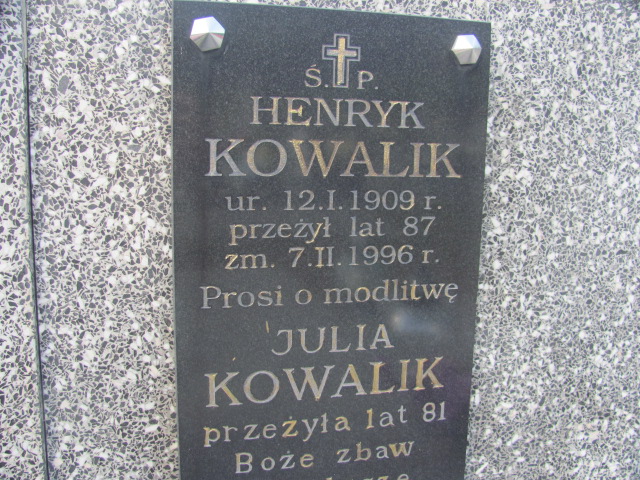 Ś. P.
HENRYK
KOWALIK
ur. 12.I.1909 r.
przeżył lat 87
zm. 7.II.1996 r.
Prosi o modlitwę
JULIA
KOWALIK
przeżyła lat 81
Boże zbaw